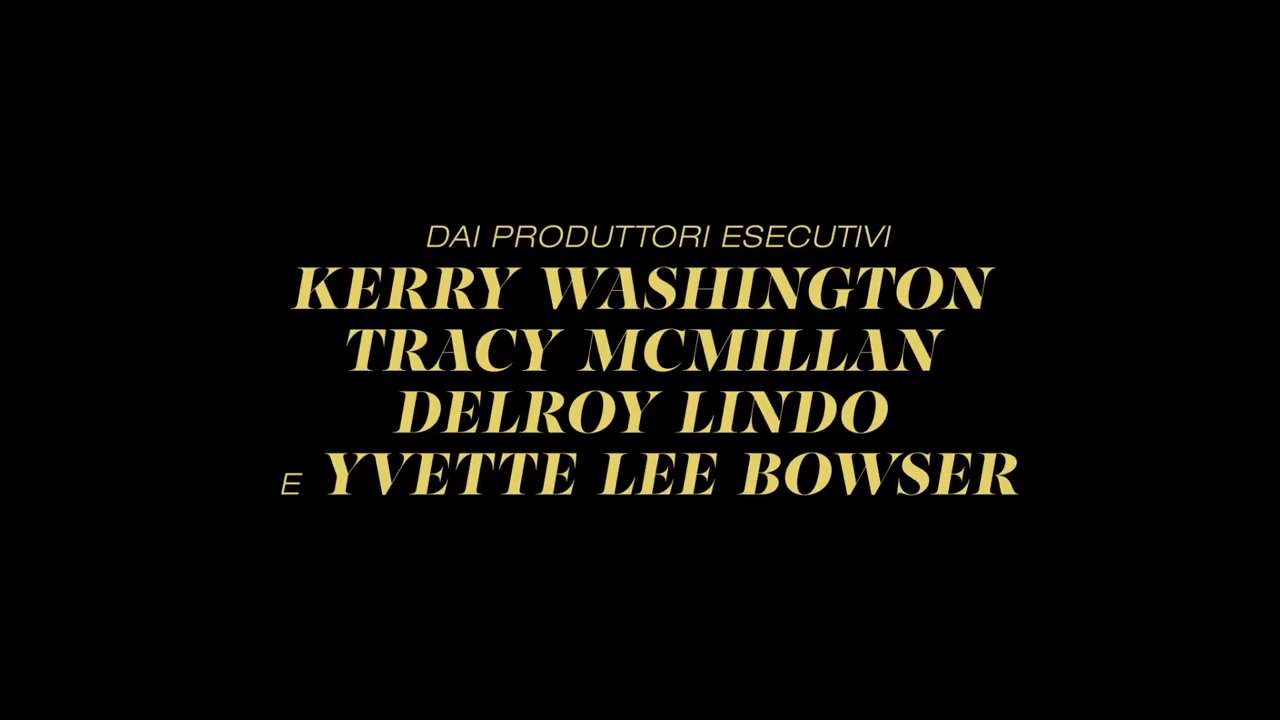 DAI PRODUTTORI ESECUTIVI
KERRY WASHINGTON
TRACY MCMILLAN
DELROY LINDO
E YVETTE LEE BOWSER